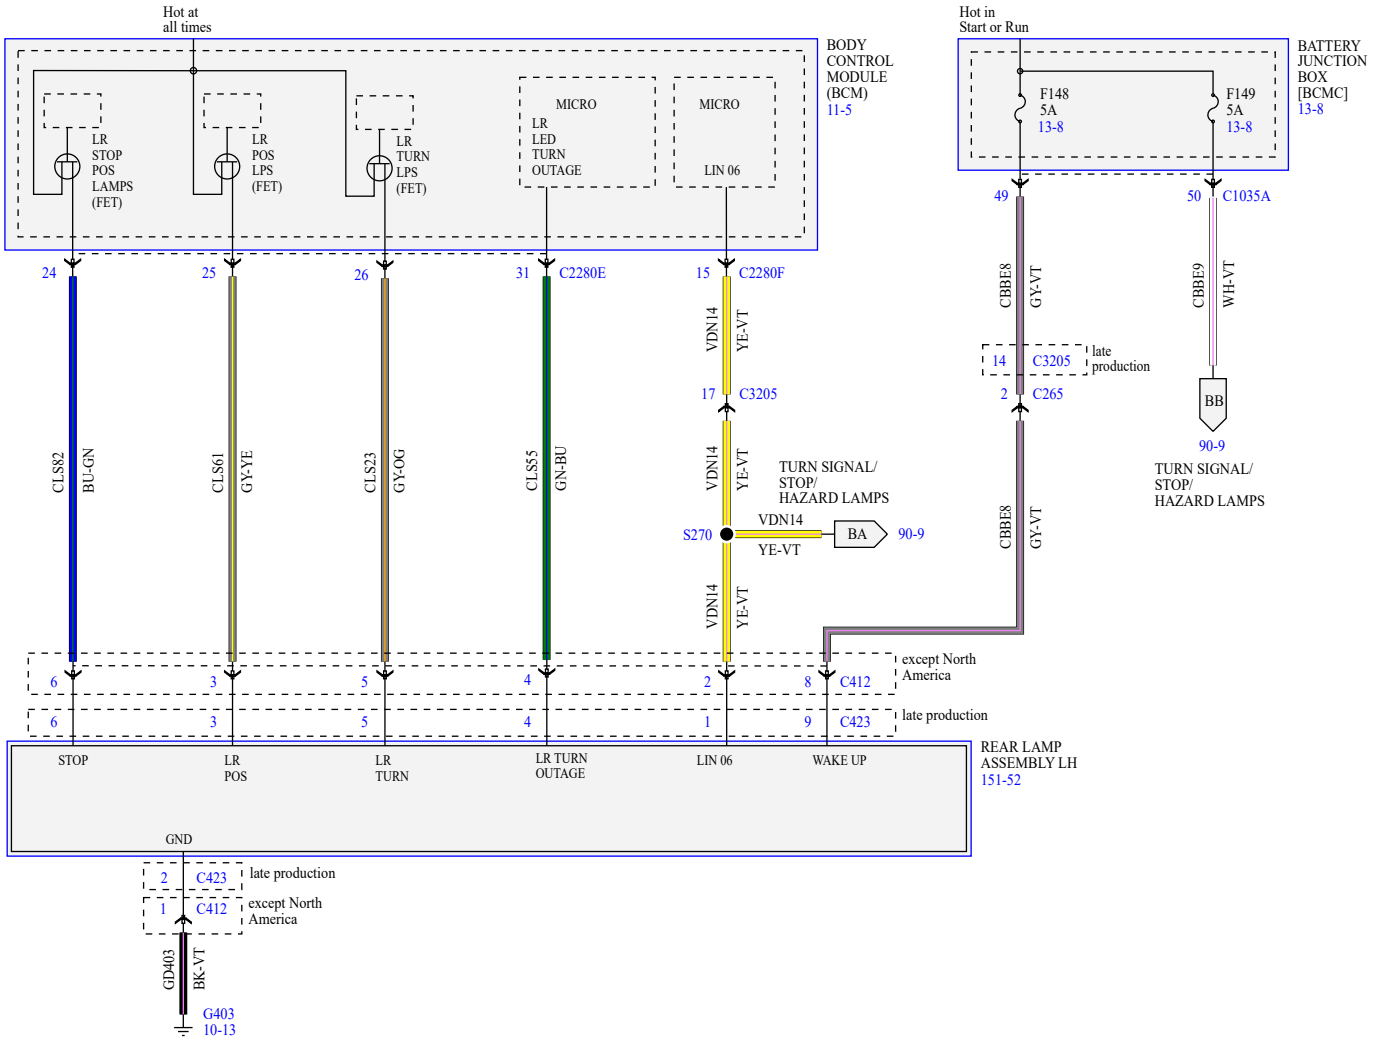 Hot at
all times
Hot in
Start or Run
BODY
CONTROL
MODULE
(BCM)
11-5
BATTERY
JUNCTION
BOX
[BCMC]
13-8
LR
STOP
POS
LAMPS
(FET)
LR
POS
LPS
(FET)
LR
TURN
LPS
(FET)
MICRO
LR
LED
TURN
OUTAGE
MICRO
LIN 06
F148
5A
13-8
F149
5A
13-8
24
25
26
31
C2280E
15
C2280F
49
50
C1035A
CLS82
BU-GN
CLS61
GY-YE
CLS23
GY-OG
CLS55
GN-BU
VDN14
YE-VT
17
C3205
VDN14
YE-VT
S270
VDN14
YE-VT
BA
90-9
TURN SIGNAL/
STOP/
HAZARD LAMPS
VDN14
YE-VT
CBBE8
GY-VT
14
C3205
late
production
2
C265
CBBE8
GY-VT
CBBE9
WH-VT
BB
90-9
TURN SIGNAL/
STOP/
HAZARD LAMPS
6
3
5
4
2
8
C412
except North
America
6
3
5
4
1
9
C423
late production
STOP
LR
POS
LR
TURN
LR TURN
OUTAGE
LIN 06
WAKE UP
REAR LAMP
ASSEMBLY LH
151-52
GND
2
C423
late production
1
C412
except North
America
GD403
BK-VT
G403
10-13